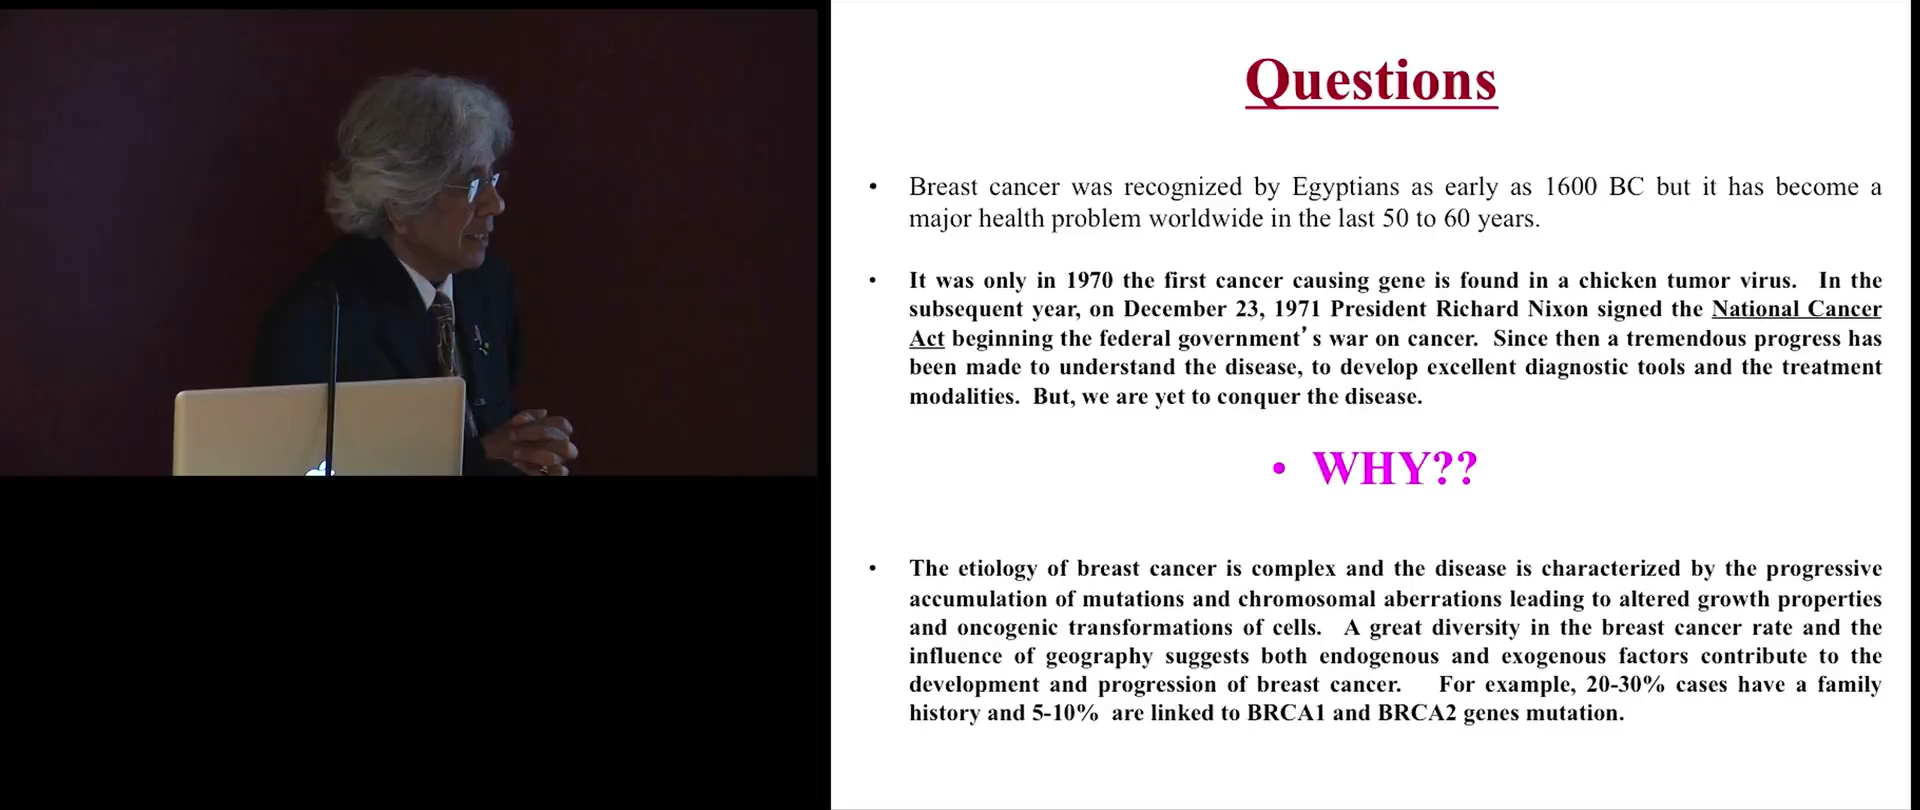 Questions
• Breast cancer was recognized by Egyptians as early as 1600 BC but it has become a
major health problem worldwide in the last 50 to 60 years.
• It was only in 1970 the first cancer causing gene is found in a chicken tumor virus. In the
subsequent year, on December 23, 1971 President Richard Nixon signed the National Cancer
Act beginning the federal government's war on cancer. Since then a tremendous progress has
been made to understand the disease, to develop excellent diagnostic tools and the treatment
modalities. But, we are yet to conquer the disease.
• WHY??
• The etiology of breast cancer is complex and the disease is characterized by the progressive
accumulation of mutations and chromosomal aberrations leading to altered growth properties
and oncogenic transformations of cells. A great diversity in the breast cancer rate and the
influence of geography suggests both endogenous and exogenous factors contribute to the
development and progression of breast cancer. For example, 20-30% cases have a family
history and 5-10% are linked to BRCA1 and BRCA2 genes mutation.